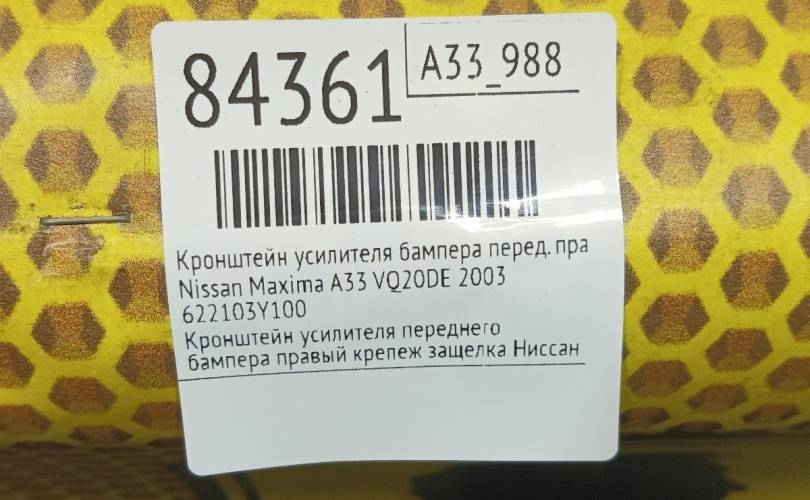 84361
A33_988
Кронштейн усилителя бампера перед. пра
Nissan Maxima A33 VQ20DE 2003
622103Y100
Кронштейн усилителя переднего
бампера правый крепеж защелка Ниссан